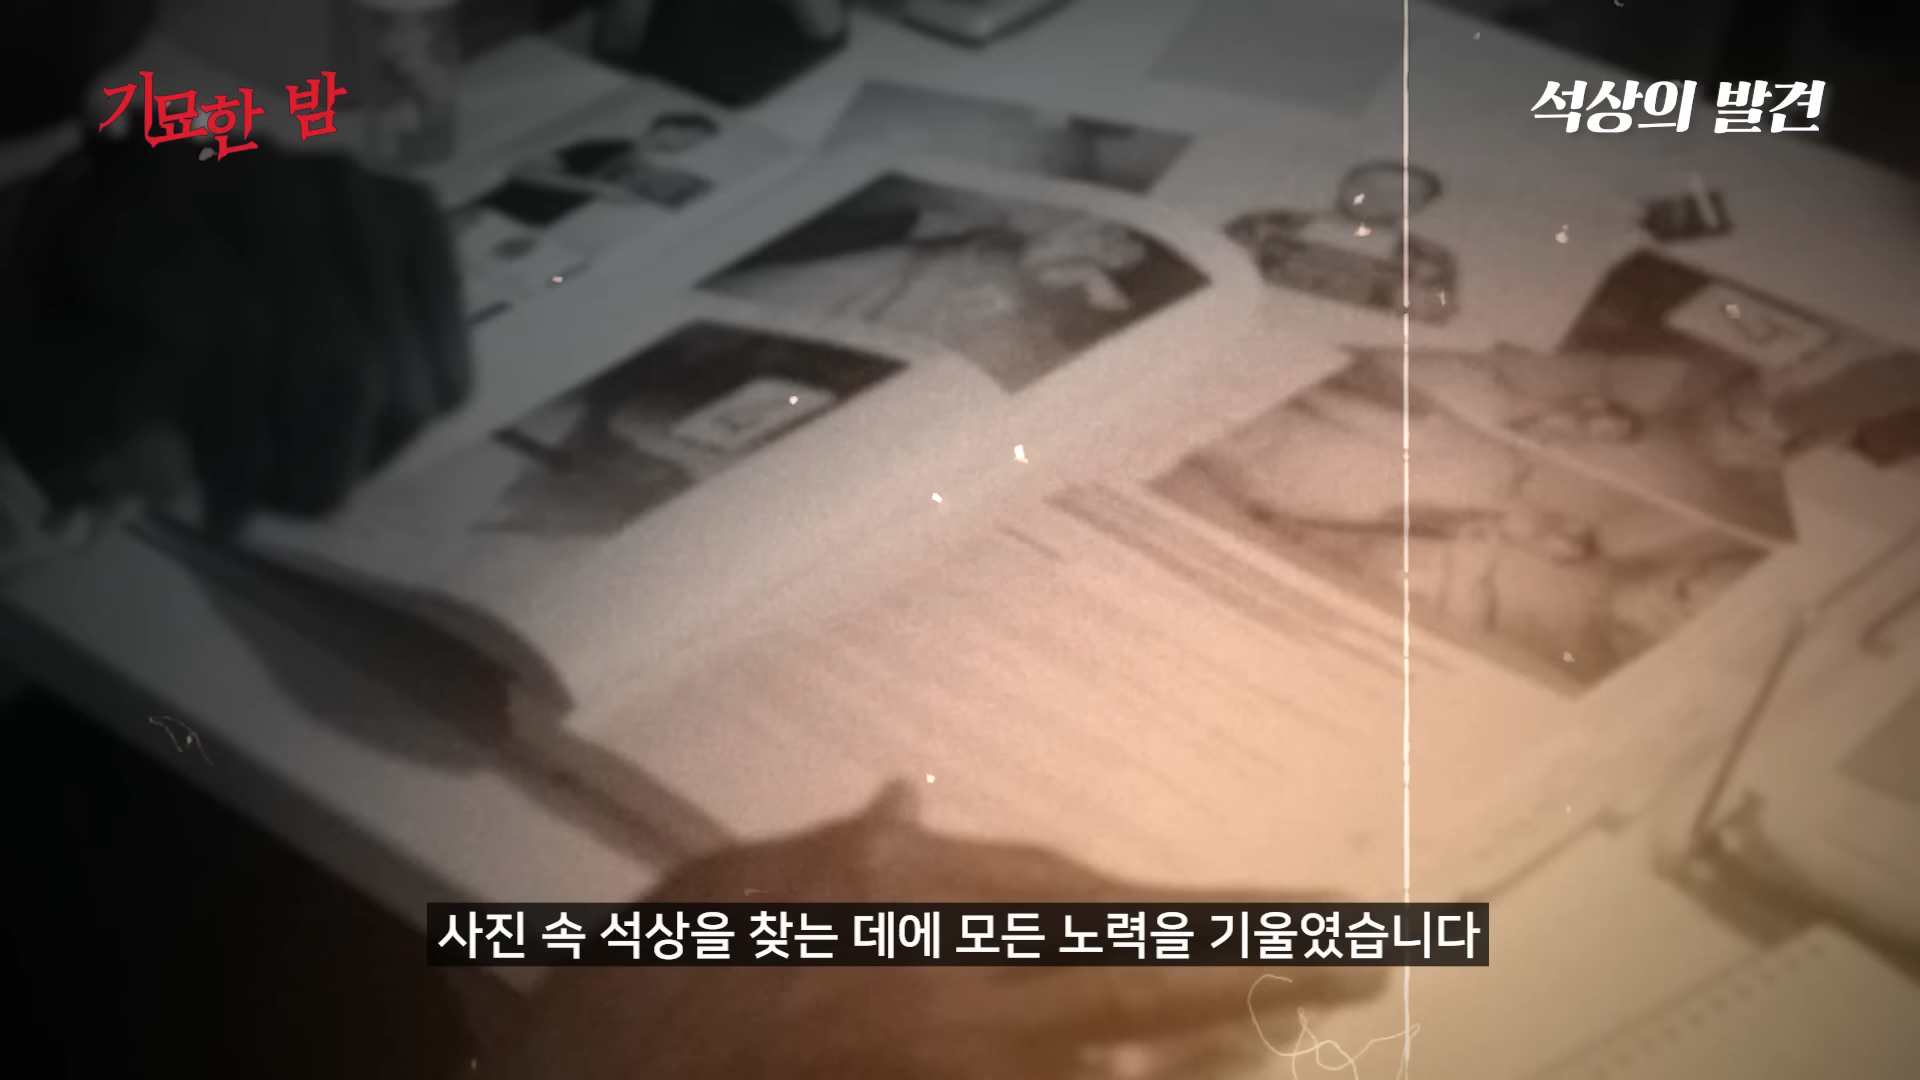 기묘한 밤
석상의 발견
사진 속 석상을 찾는 데에 모든 노력을 기울였습니다